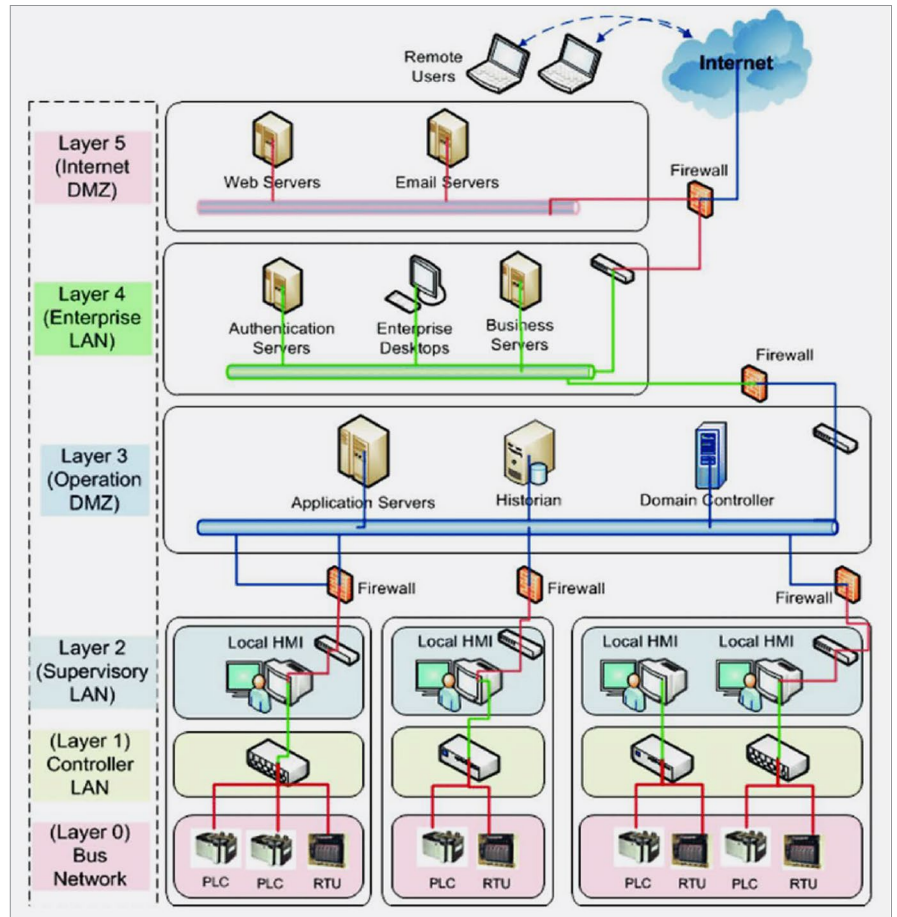 Remote
Users
Internet
Layer 5
(Internet
DMZ)
Web Servers
Email Servers
Firewall
Layer 4
(Enterprise
LAN)
Authentication
Servers
Enterprise
Desktops
Business
Servers
Firewall
Layer 3
(Operation
DMZ)
Application Servers
Historian
Domain Controller
Firewall
Firewall
Firewall
Layer 2
(Supervisory
LAN)
Local HMI
Local HMI
Local HMI
Local HMI
(Layer 1)
Controller
LAN
(Layer 0)
Bus
Network
PLC
PLC
RTU
PLC
RTU
PLC
RTU
PLC
RTU